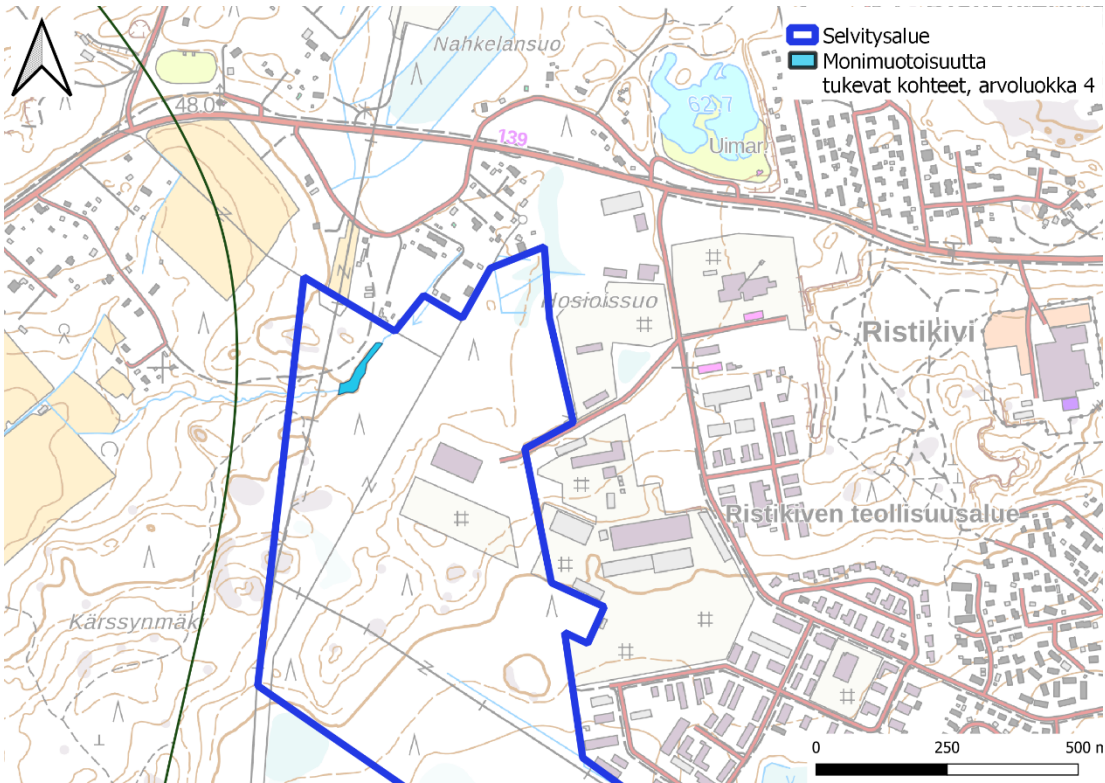 Nahkelansuo
Selvitysalue
Monimuotoisuutta
tukevat kohteet, arvoluokka 4
48.0
62.7
139
Uimar.
Hosioissuo
Ristikivi
Ristikiven teollisuusalue
Kärssynmäki
0 250 500 m